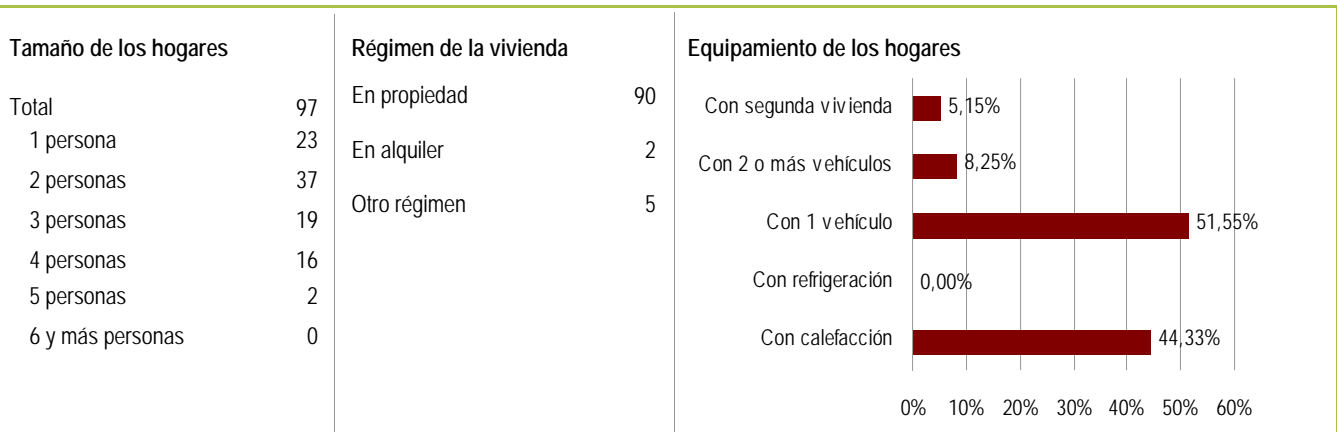 Tamaño de los hogares
Total 97
1 persona 23
2 personas 37
3 personas 19
4 personas 16
5 personas 2
6 y más personas 0
Régimen de la vivienda
En propiedad 90
En alquiler 2
Otro régimen 5
Equipamiento de los hogares
Con segunda vivienda 5,15%
Con 2 o más vehículos 8,25%
Con 1 vehículo 51,55%
Con refrigeración 0,00%
Con calefacción 44,33%
0% 10% 20% 30% 40% 50% 60%